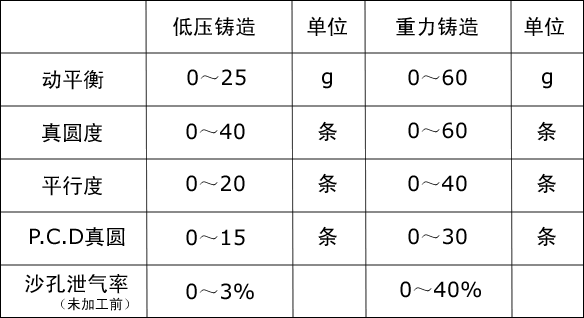 低压铸造 单位 重力铸造 单位
动平衡 0～25 g 0～60 g
真圆度 0～40 条 0～60 条
平行度 0～20 条 0～40 条
P.C.D真圆 0～15 条 0～30 条
沙孔泄气率 0～3% 0～40%
（未加工前）